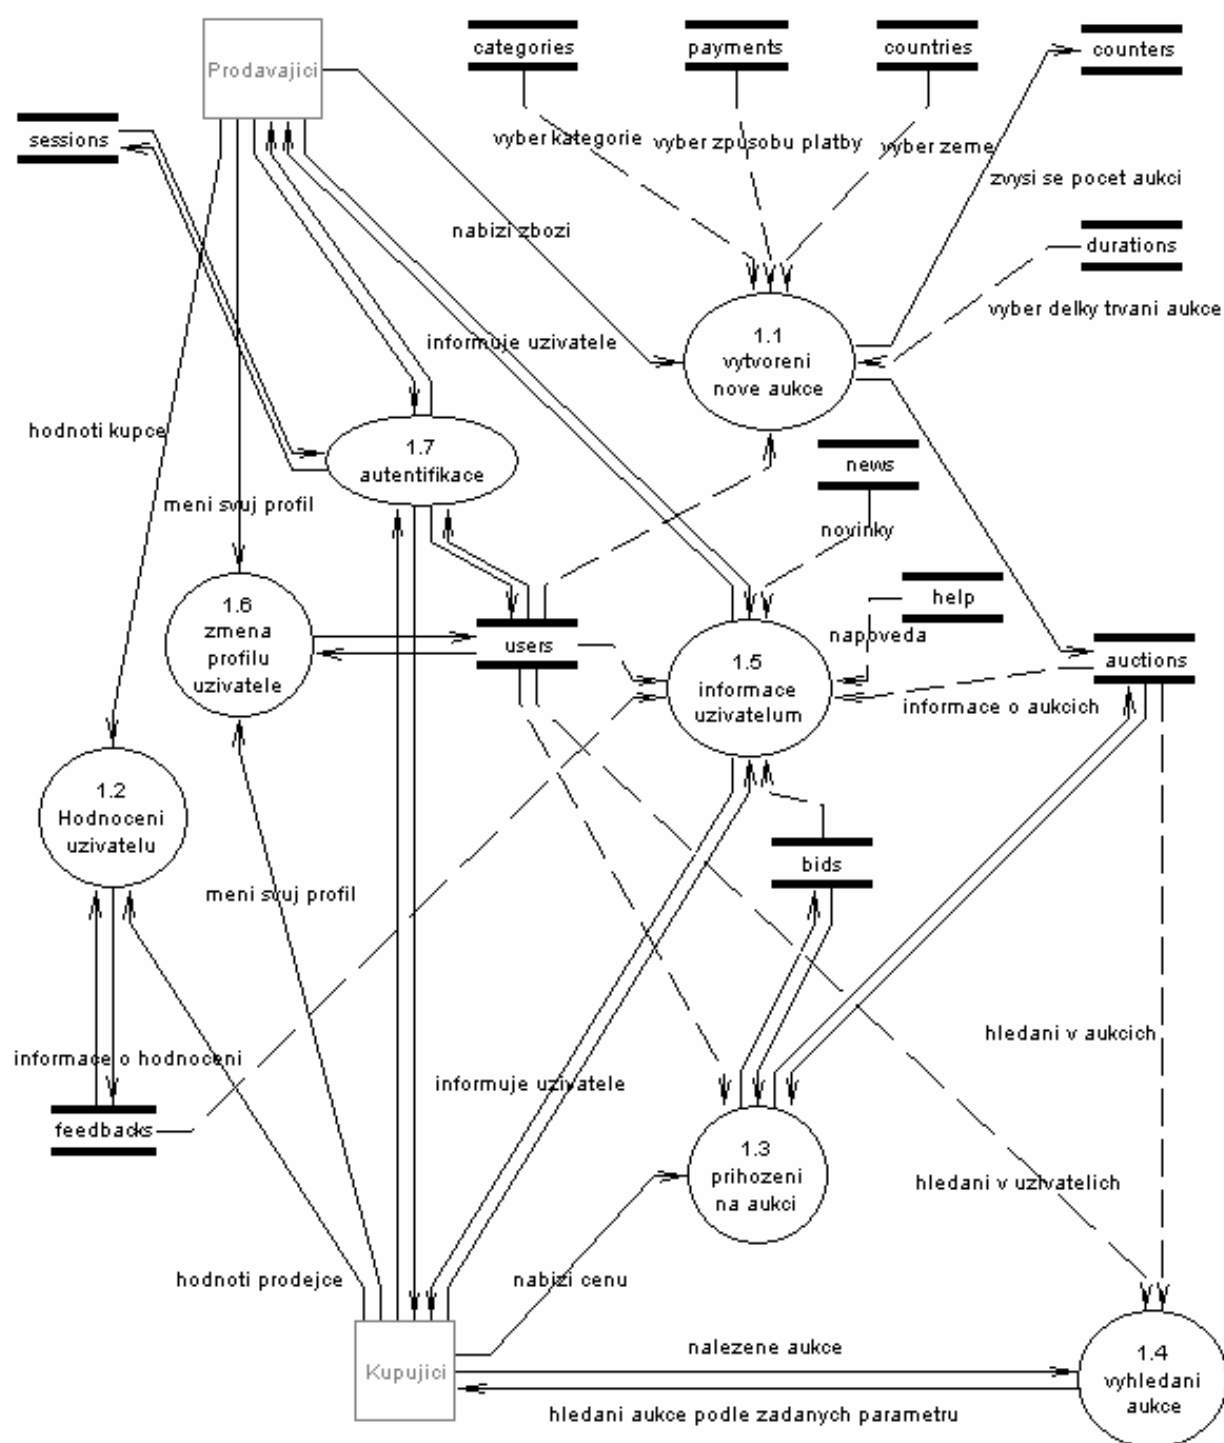 categories
payments
countries
counters
Prodavajici
sessions
vyber kategorie
vyber zpusobu platby
vyber zeme
zvysi se pocet aukci
nabizi zbozi
durations
vyber delky trvani aukce
informuje uzivatele
1.1
vytvoreni
nove aukce
hodnoti kupce
1.7
autentifikace
news
meni svuj profil
novinky
1.6
zmena
profilu
uzivatele
users
help
napoveda
1.5
informace
uzivatelum
auctions
informace o aukcich
1.2
Hodnoceni
uzivatelu
bids
meni svuj profil
hledani v aukcich
informace o hodnoceni
informuje uzivatele
feedbacks
1.3
prihozeni
na aukci
hledani v uzivatelich
hodnoti prodejce
nabizi cenu
nalezene aukce
Kupujici
1.4
vyhledani
aukce
hledani aukce podle zadanych parametru